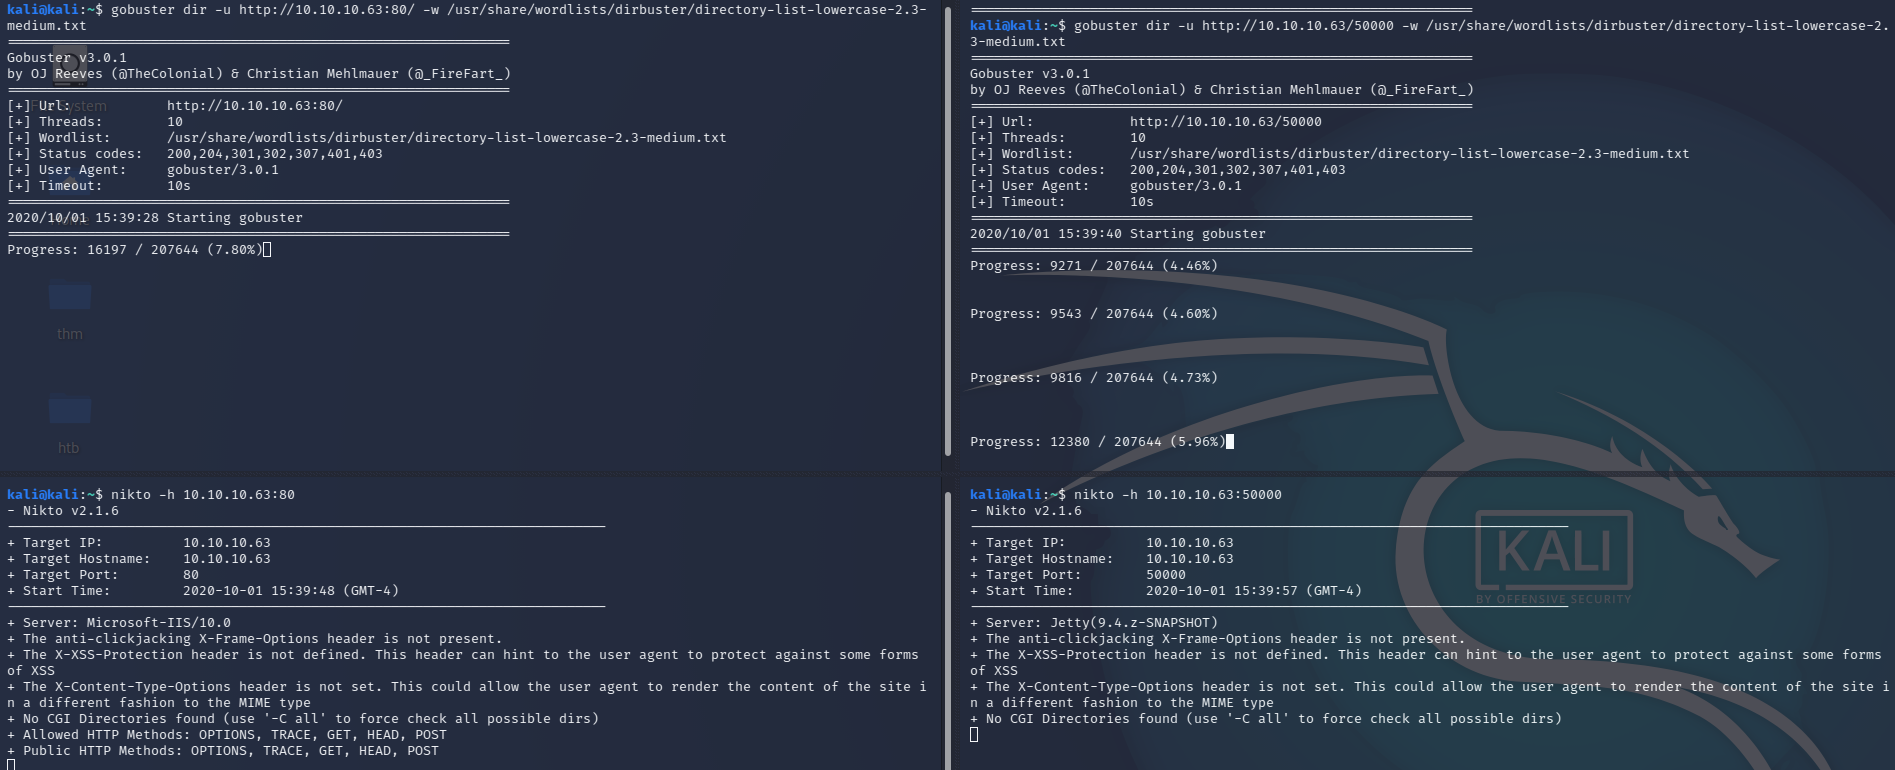 kali@kali:~$ gobuster dir -u http://10.10.10.63:80/ -w /usr/share/wordlists/dirbuster/directory-list-lowercase-2.3-
medium.txt
Gobuster v3.0.1
by OJ Reeves (@TheColonial) & Christian Mehlmauer (@_FireFart_)
[+] Url: http://10.10.10.63:80/
[+] Threads: 10
[+] Wordlist: /usr/share/wordlists/dirbuster/directory-list-lowercase-2.3-medium.txt
[+] Status codes: 200,204,301,302,307,401,403
[+] User Agent: gobuster/3.0.1
[+] Timeout: 10s
2020/10/01 15:39:28 Starting gobuster
Progress: 16197 / 207644 (7.80%)
thm
htb
kali@kali:~$ gobuster dir -u http://10.10.10.63/50000 -w /usr/share/wordlists/dirbuster/directory-list-lowercase-2.
3-medium.txt
Gobuster v3.0.1
by OJ Reeves (@TheColonial) & Christian Mehlmauer (@_FireFart_)
[+] Url: http://10.10.10.63/50000
[+] Threads: 10
[+] Wordlist: /usr/share/wordlists/dirbuster/directory-list-lowercase-2.3-medium.txt
[+] Status codes: 200,204,301,302,307,401,403
[+] User Agent: gobuster/3.0.1
[+] Timeout: 10s
2020/10/01 15:39:40 Starting gobuster
Progress: 9271 / 207644 (4.46%)
Progress: 9543 / 207644 (4.60%)
Progress: 9816 / 207644 (4.73%)
Progress: 12380 / 207644 (5.96%)
kali@kali:~$ nikto -h 10.10.10.63:80
- Nikto v2.1.6
+ Target IP: 10.10.10.63
+ Target Hostname: 10.10.10.63
+ Target Port: 80
+ Start Time: 2020-10-01 15:39:48 (GMT-4)
+ Server: Microsoft-IIS/10.0
+ The anti-clickjacking X-Frame-Options header is not present.
+ The X-XSS-Protection header is not defined. This header can hint to the user agent to protect against some forms
of XSS
+ The X-Content-Type-Options header is not set. This could allow the user agent to render the content of the site i
n a different fashion to the MIME type
+ No CGI Directories found (use '-C all' to force check all possible dirs)
+ Allowed HTTP Methods: OPTIONS, TRACE, GET, HEAD, POST
+ Public HTTP Methods: OPTIONS, TRACE, GET, HEAD, POST
kali@kali:~$ nikto -h 10.10.10.63:50000
- Nikto v2.1.6
+ Target IP: 10.10.10.63
+ Target Hostname: 10.10.10.63
+ Target Port: 50000
+ Start Time: 2020-10-01 15:39:57 (GMT-4)
+ Server: Jetty(9.4.z-SNAPSHOT)
+ The anti-clickjacking X-Frame-Options header is not present.
+ The X-XSS-Protection header is not defined. This header can hint to the user agent to protect against some forms
of XSS
+ The X-Content-Type-Options header is not set. This could allow the user agent to render the content of the site i
n a different fashion to the MIME type
+ No CGI Directories found (use '-C all' to force check all possible dirs)
KALI
BY OFFENSIVE SECURITY